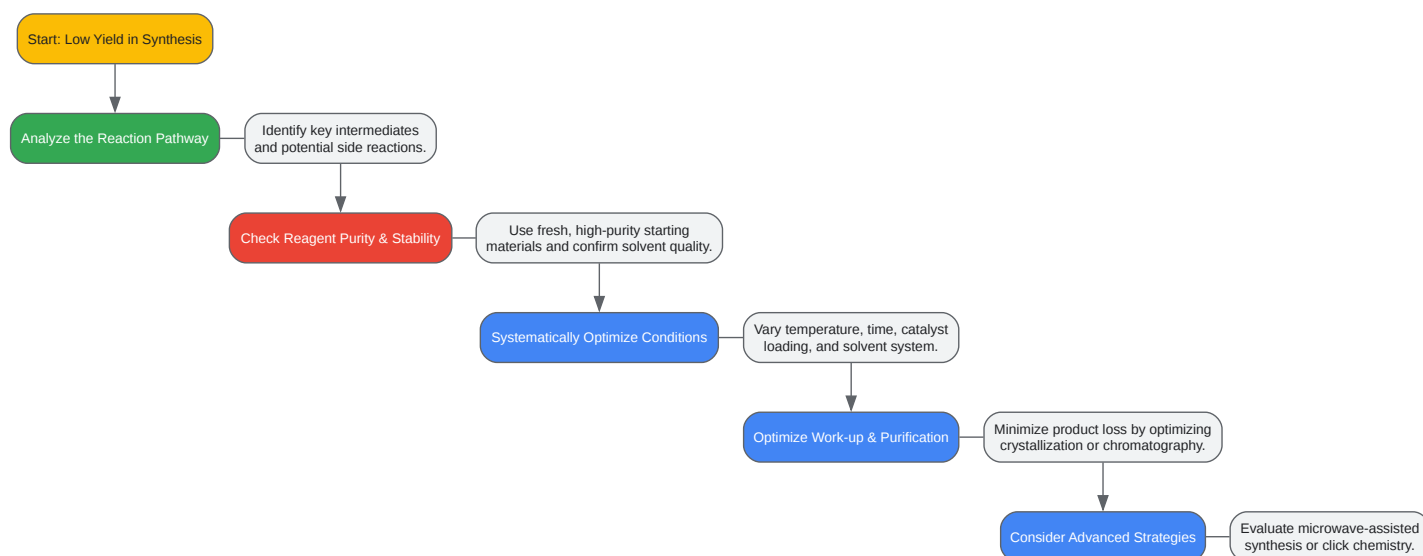 Start: Low Yield in Synthesis
Analyze the Reaction Pathway
Identify key intermediates
and potential side reactions.
Check Reagent Purity & Stability
Use fresh, high-purity starting
materials and confirm solvent quality.
Systematically Optimize Conditions
Vary temperature, time, catalyst
loading, and solvent system.
Optimize Work-up & Purification
Minimize product loss by optimizing
crystallization or chromatography.
Consider Advanced Strategies
Evaluate microwave-assisted
synthesis or click chemistry.